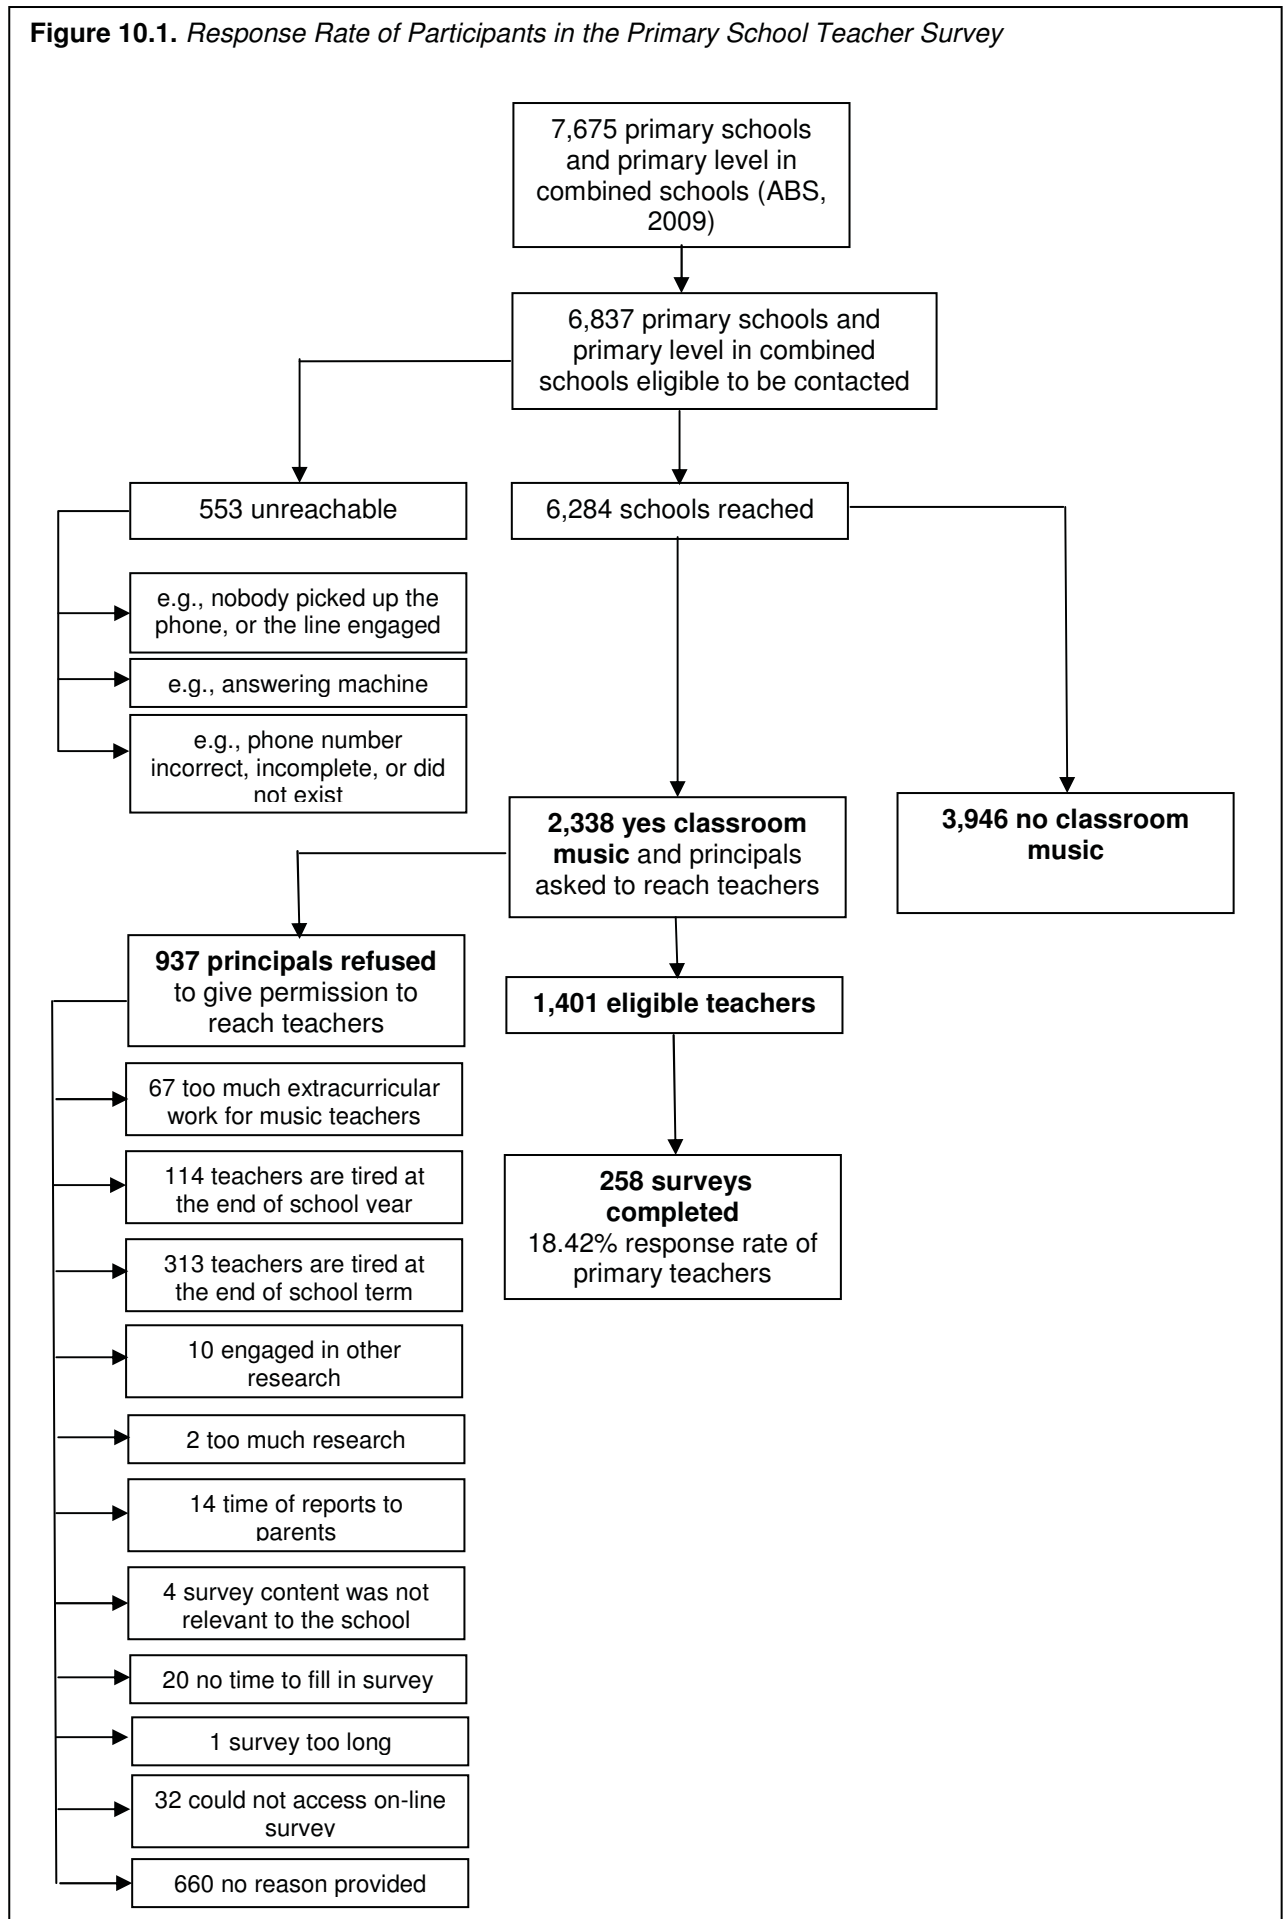 Figure 10.1. Response Rate of Participants in the Primary School Teacher Survey
7,675 primary schools
and primary level in
combined schools (ABS,
2009)
6,837 primary schools and
primary level in combined
schools eligible to be contacted
553 unreachable
6,284 schools reached
e.g., nobody picked up the
phone, or the line engaged
e.g., answering machine
e.g., phone number
incorrect, incomplete, or did
not exist
2,338 yes classroom
music and principals
asked to reach teachers
3,946 no classroom
music
937 principals refused
to give permission to
reach teachers
1,401 eligible teachers
67 too much extracurricular
work for music teachers
114 teachers are tired at
the end of school year
258 surveys
completed
18.42% response rate of
primary teachers
313 teachers are tired at
the end of school term
10 engaged in other
research
2 too much research
14 time of reports to
parents
4 survey content was not
relevant to the school
20 no time to fill in survey
1 survey too long
32 could not access on-line
survey
660 no reason provided